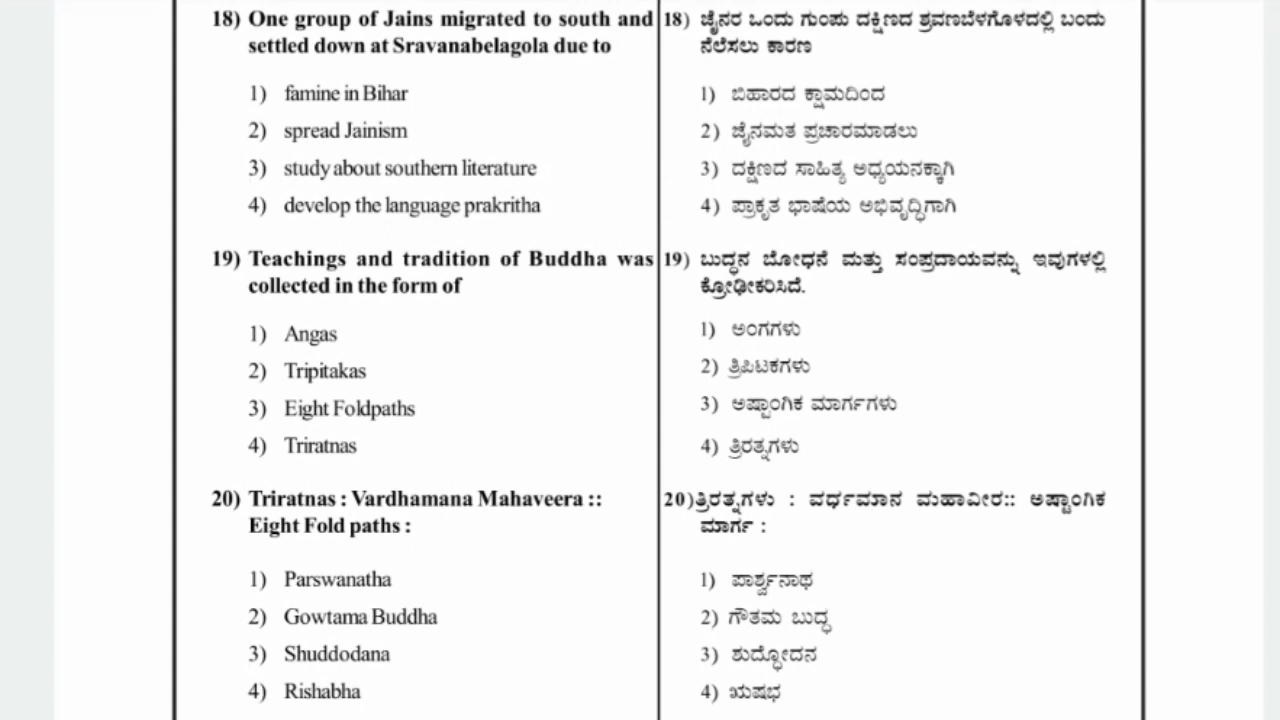 18) One group of Jains migrated to south and
settled down at Sravanabelagola due to
1) famine in Bihar
2) spread Jainism
3) study about southern literature
4) develop the language prakritha
19) Teachings and tradition of Buddha was
collected in the form of
1) Angas
2) Tripitakas
3) Eight Foldpaths
4) Triratnas
20) Triratnas : Vardhamana Mahaveera ::
Eight Fold paths :
1) Parswanatha
2) Gowtama Buddha
3) Shuddodana
4) Rishabha
18) ಜೈನರ ಒಂದು ಗುಂಪು ದಕ್ಷಿಣದ ಶ್ರವಣಬೆಳಗೊಳದಲ್ಲಿ ಬಂದು
ನೆಲೆಸಲು ಕಾರಣ
1) ಬಿಹಾರದ ಕ್ಷಾಮದಿಂದ
2) ಜೈನಮತ ಪ್ರಚಾರಮಾಡಲು
3) ದಕ್ಷಿಣದ ಸಾಹಿತ್ಯ ಅಧ್ಯಯನಕ್ಕಾಗಿ
4) ಪ್ರಾಕೃತ ಭಾಷೆಯ ಅಭಿವೃದ್ಧಿಗಾಗಿ
19) ಬುದ್ಧನ ಬೋಧನೆ ಮತ್ತು ಸಂಪ್ರದಾಯವನ್ನು ಇವುಗಳಲ್ಲಿ
ಕ್ರೋಢೀಕರಿಸಿದೆ.
1) ಅಂಗಗಳು
2) ತ್ರಿಪಿಟಕಗಳು
3) ಅಷ್ಟಾಂಗಿಕ ಮಾರ್ಗಗಳು
4) ತ್ರಿರತ್ನಗಳು
20)ತ್ರಿರತ್ನಗಳು : ವರ್ಧಮಾನ ಮಹಾವೀರ:: ಅಷ್ಟಾಂಗಿಕ
ಮಾರ್ಗ :
1) ಪಾರ್ಶ್ವನಾಥ
2) ಗೌತಮ ಬುದ್ಧ
3) ಶುದ್ಧೋದನ
4) ಋಷಭ